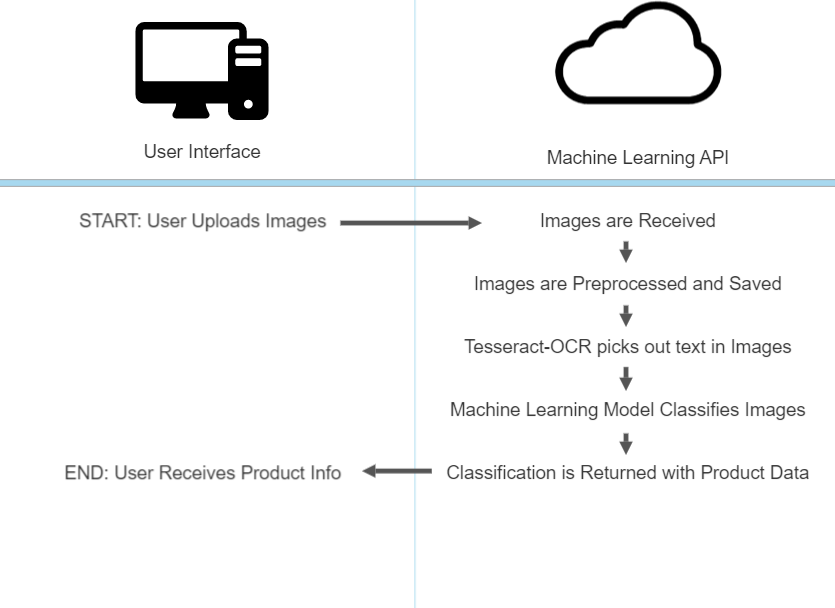 User Interface
Machine Learning API
START: User Uploads Images
Images are Received
Images are Preprocessed and Saved
Tesseract-OCR picks out text in Images
Machine Learning Model Classifies Images
END: User Receives Product Info
Classification is Returned with Product Data